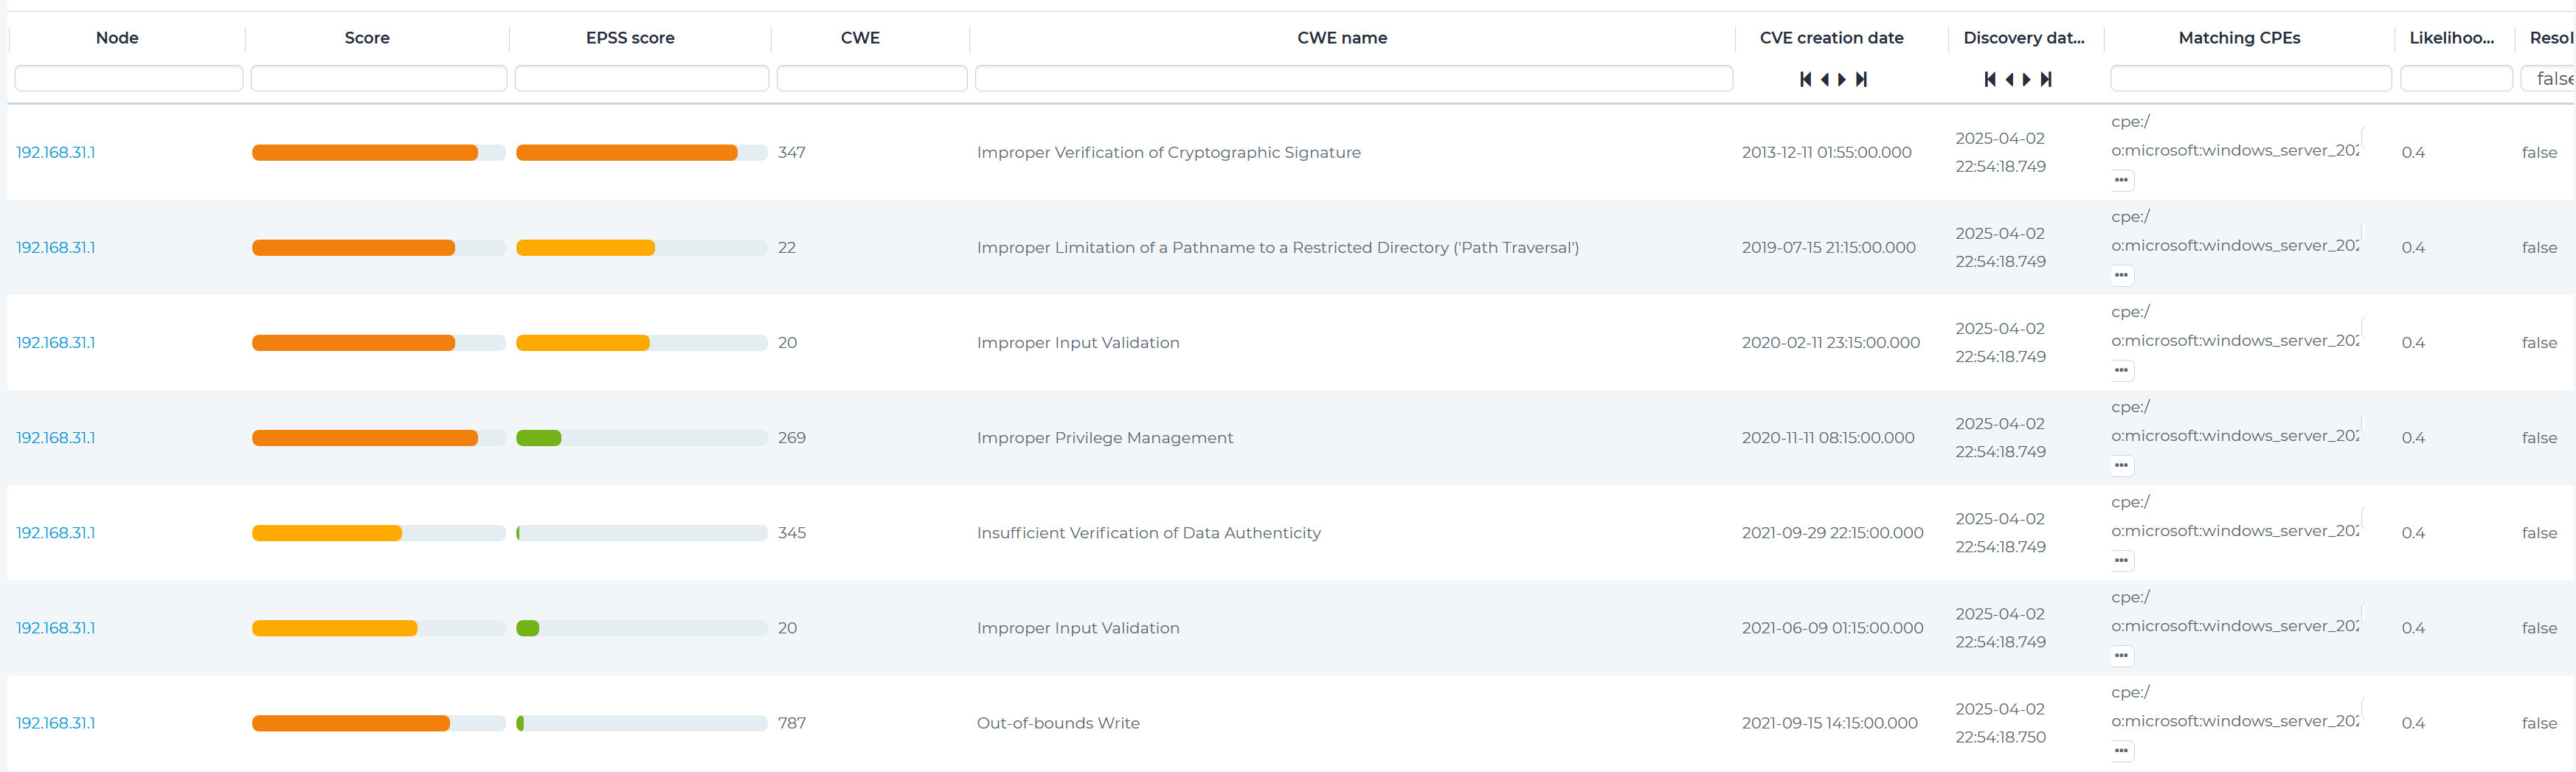 Node Score EPSS score CWE CWE name CVE creation date Discovery dat... Matching CPEs Likelihoo... Resol
false
192.168.31.1 347 Improper Verification of Cryptographic Signature 2013-12-11 01:55:00.000 2025-04-02 22:54:18.749 cpe:/ o:microsoft:windows_server_202 ... 0.4 false
192.168.31.1 22 Improper Limitation of a Pathname to a Restricted Directory ('Path Traversal') 2019-07-15 21:15:00.000 2025-04-02 22:54:18.749 cpe:/ o:microsoft:windows_server_202 ... 0.4 false
192.168.31.1 20 Improper Input Validation 2020-02-11 23:15:00.000 2025-04-02 22:54:18.749 cpe:/ o:microsoft:windows_server_202 ... 0.4 false
192.168.31.1 269 Improper Privilege Management 2020-11-11 08:15:00.000 2025-04-02 22:54:18.749 cpe:/ o:microsoft:windows_server_202 ... 0.4 false
192.168.31.1 345 Insufficient Verification of Data Authenticity 2021-09-29 22:15:00.000 2025-04-02 22:54:18.749 cpe:/ o:microsoft:windows_server_202 ... 0.4 false
192.168.31.1 20 Improper Input Validation 2021-06-09 01:15:00.000 2025-04-02 22:54:18.749 cpe:/ o:microsoft:windows_server_202 ... 0.4 false
192.168.31.1 787 Out-of-bounds Write 2021-09-15 14:15:00.000 2025-04-02 22:54:18.750 cpe:/ o:microsoft:windows_server_202 ... 0.4 false